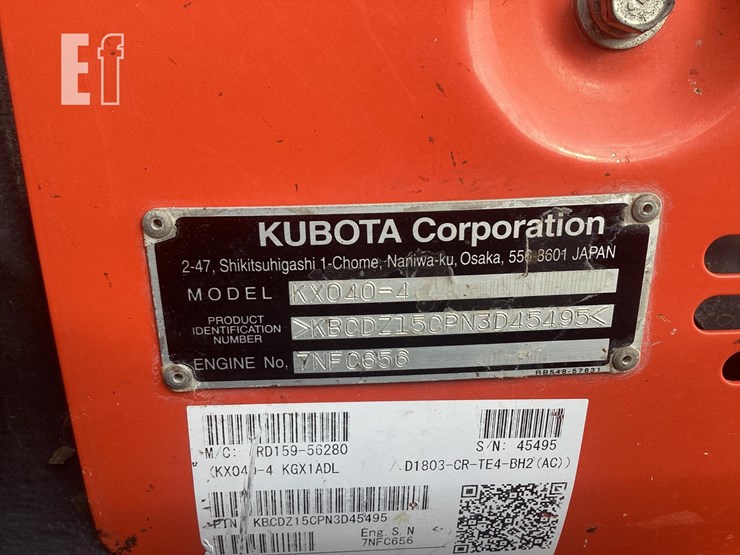 Ef
KUBOTA Corporation
2-47, Shikitsuhigashi 1-Chome, Naniwa-ku, Osaka, 556-8601 JAPAN
MODEL KX040-4
PRODUCT
IDENTIFICATION
NUMBER >KBCDZ15CPN3D45495<
ENGINE No. 7NFC656
RB548-57831
M/C: RD159-56280 S/N: 45495
(KX040-4 KGX1ADL / D1803-CR-TE4-BH2(AC))
PIN KBCDZ15CPN3D45495
Eng.S/N
7NFC656